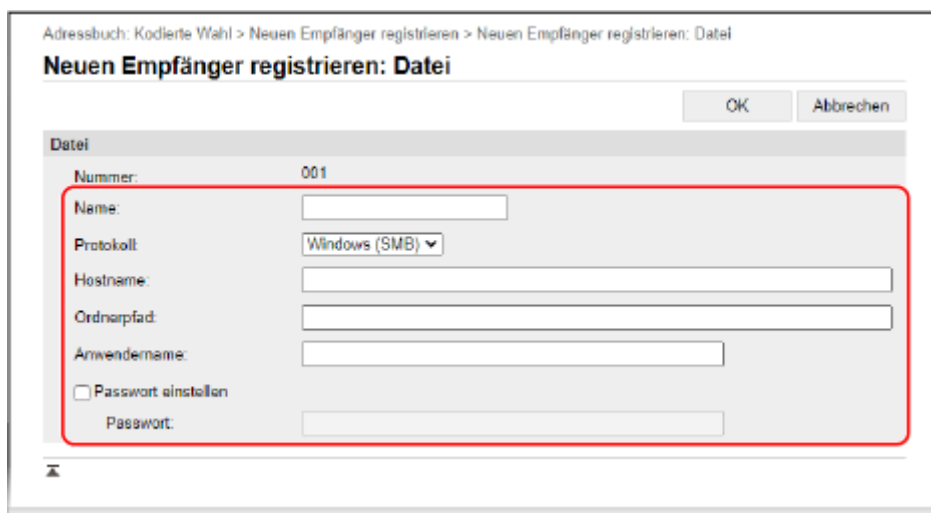 Adressbuch: Kodierte Wahl > Neuen Empfänger registrieren > Neuen Empfänger registrieren: Datei
Neuen Empfänger registrieren: Datei
OK Abbrechen
Datei
Nummer: 001
Name:
Protokoll: Windows (SMB)
Hostname:
Ordnerpfad:
Anwendername:
Passwort einstellen
Passwort: